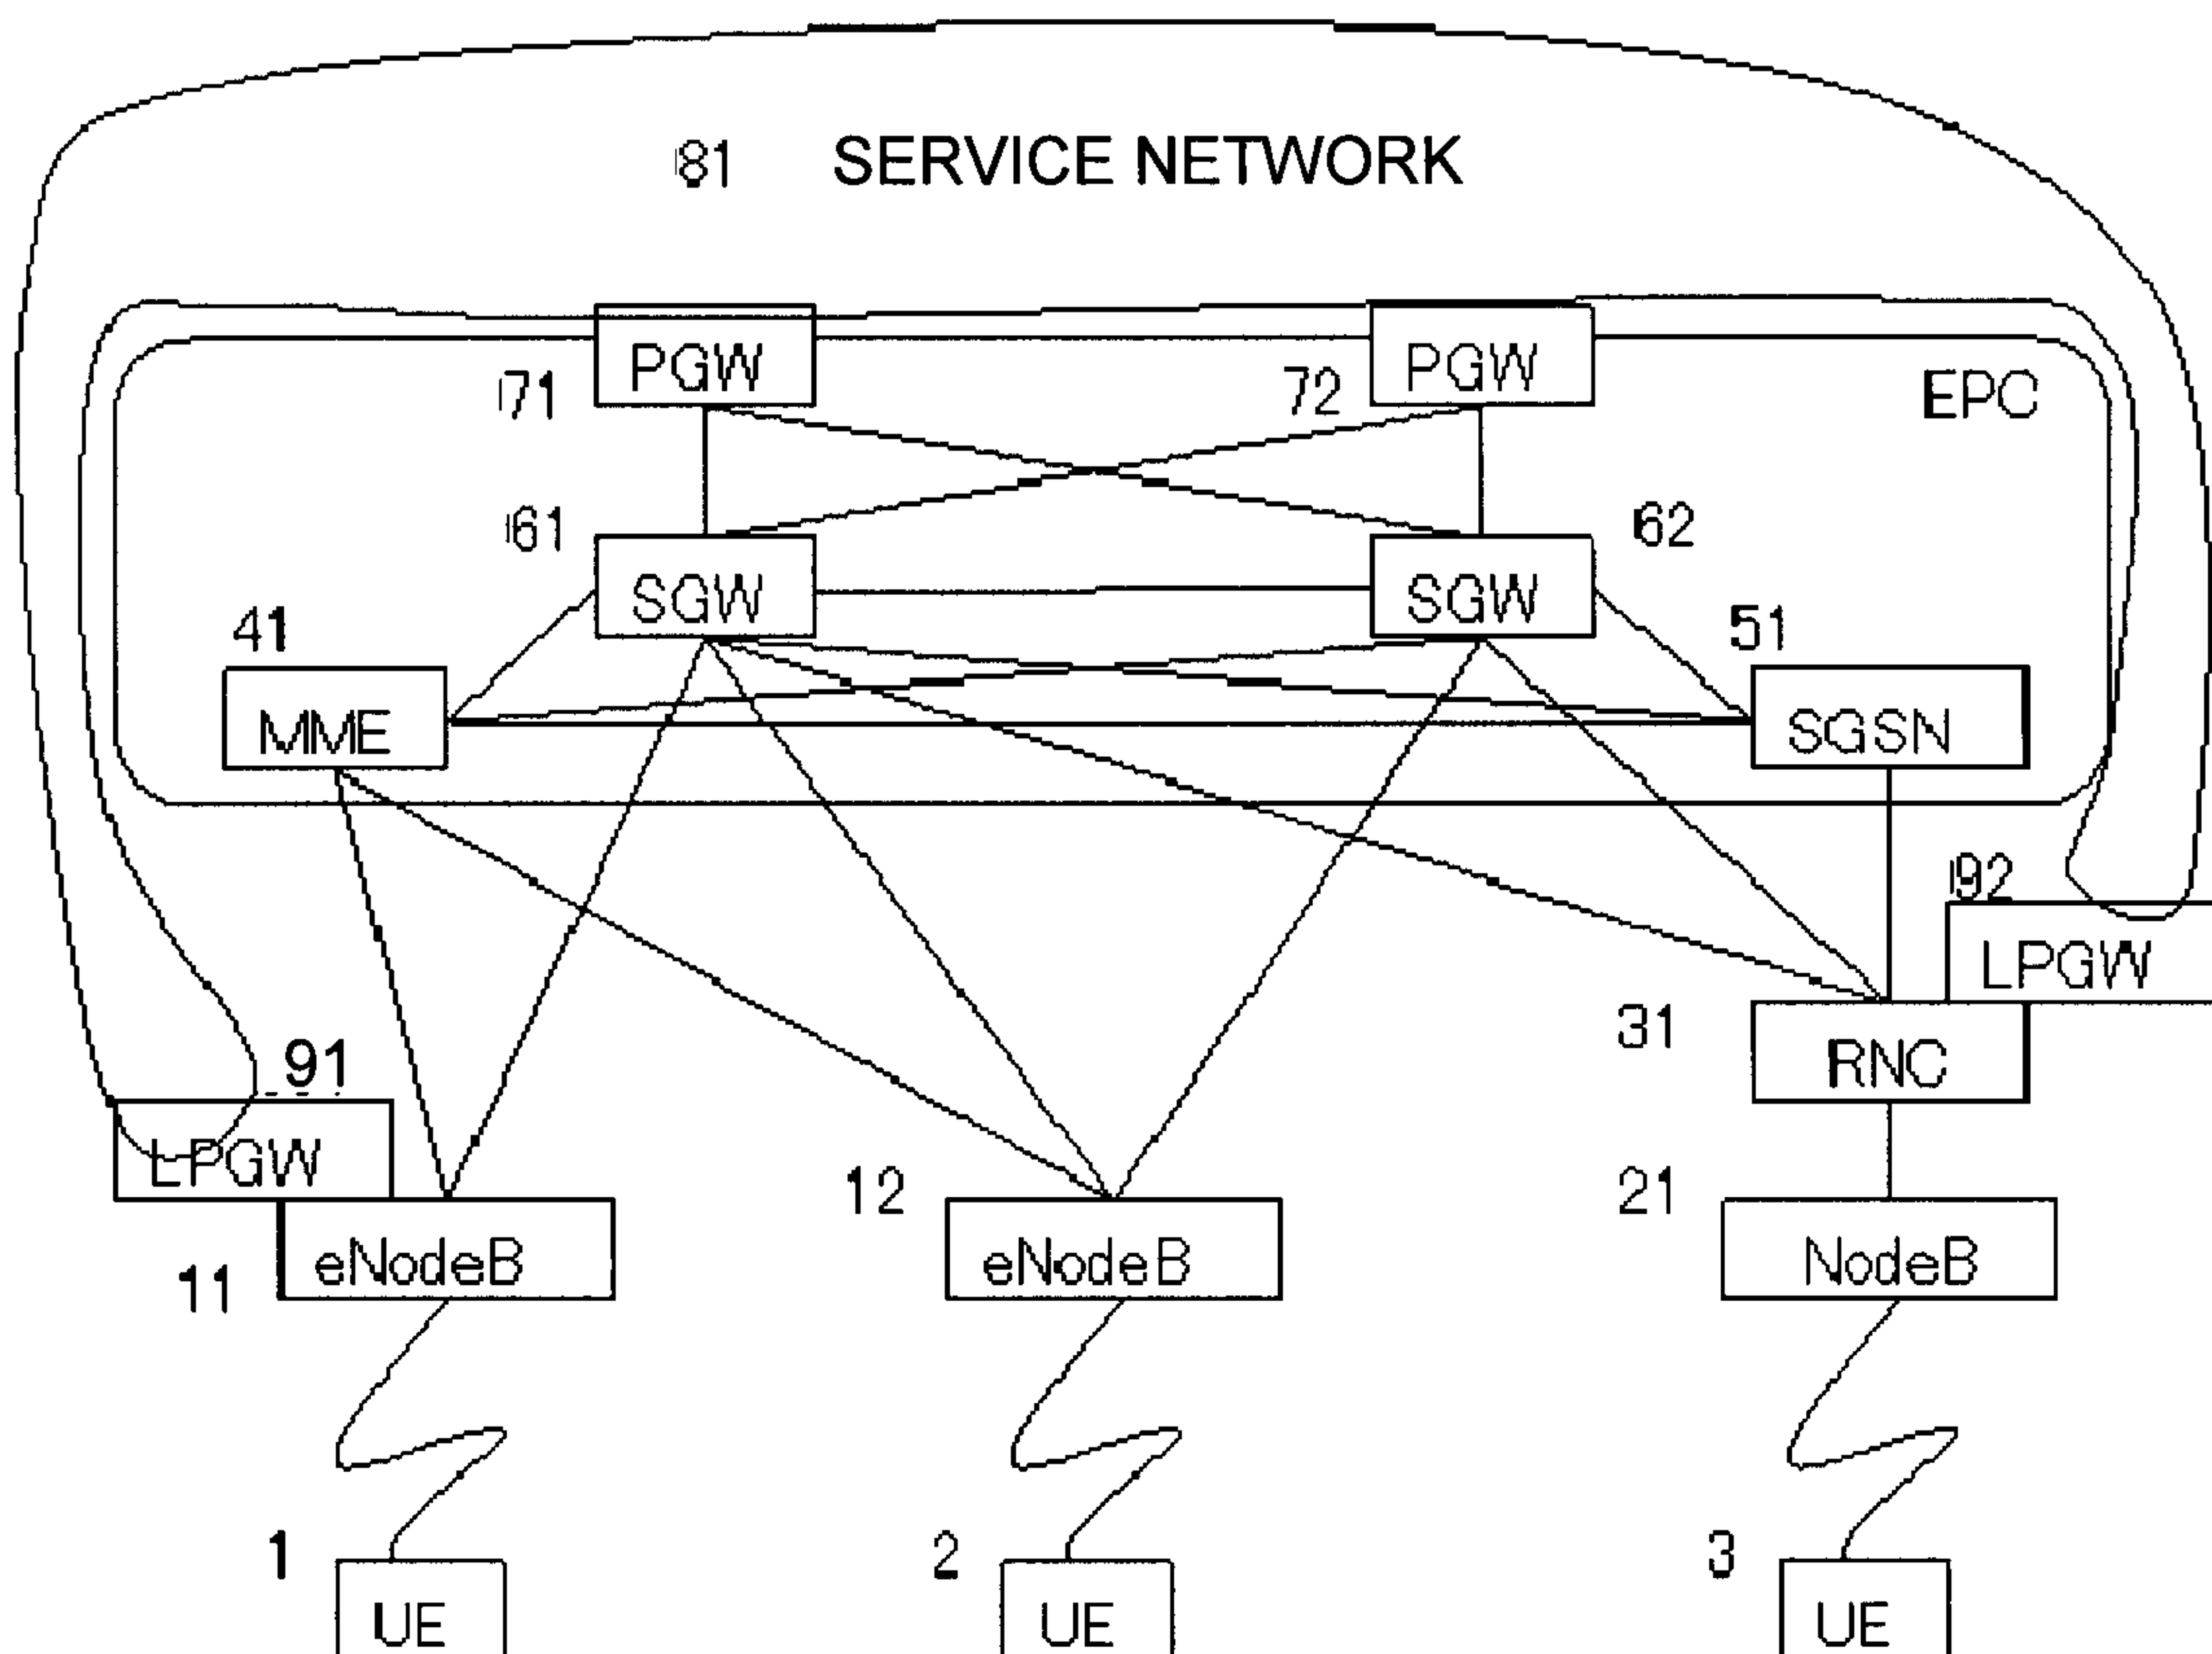 81 SERVICE NETWORK
PGW
PGW
71
72
EPC
61
62
SGW
SGW
41
51
MME
SGSN
92
LPGW
31
RNC
91
LPGW
12
21
eNodeB
eNodeB
NodeB
11
1
2
3
UE
UE
UE